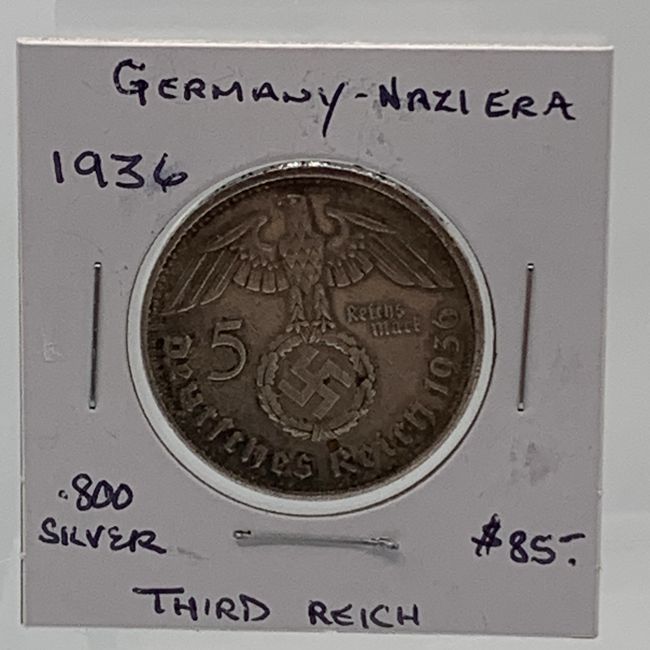 GERMANY-NAZI ERA
1936
5
Reichs
Mark
Deutsches Reich 1936
.800
SILVER
$85-
THIRD REICH